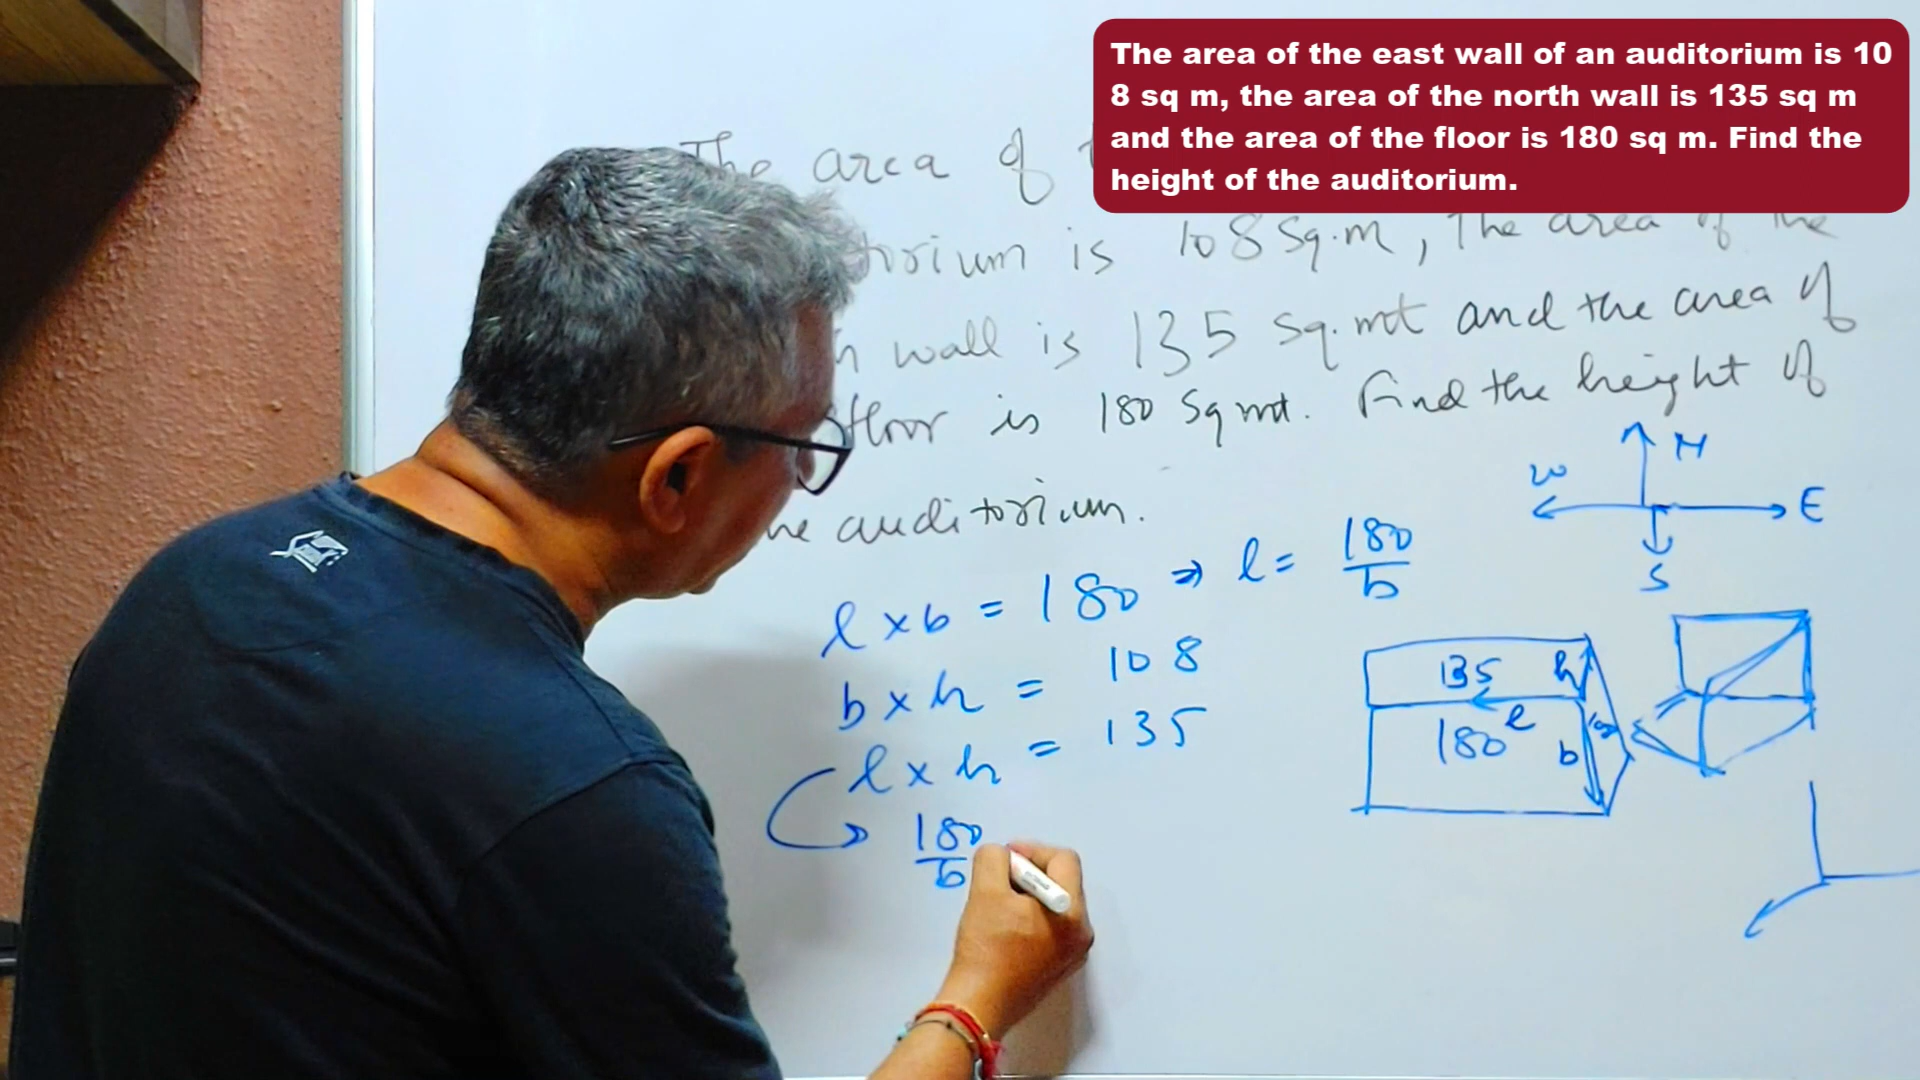 The area of the east wall of an auditorium is 10
8 sq m, the area of the north wall is 135 sq m
and the area of the floor is 180 sq m. Find the
height of the auditorium.
The area of
is 108 Sq.m, The area of the
wall is 135 Sq.mt and the area of
floor is 180 Sq mt. Find the height of
auditorium.
N
W E
S
l x b = 180 ⇒ l = 180/b
b x h = 108
l x h = 135
180/b
135 h
l
180 b